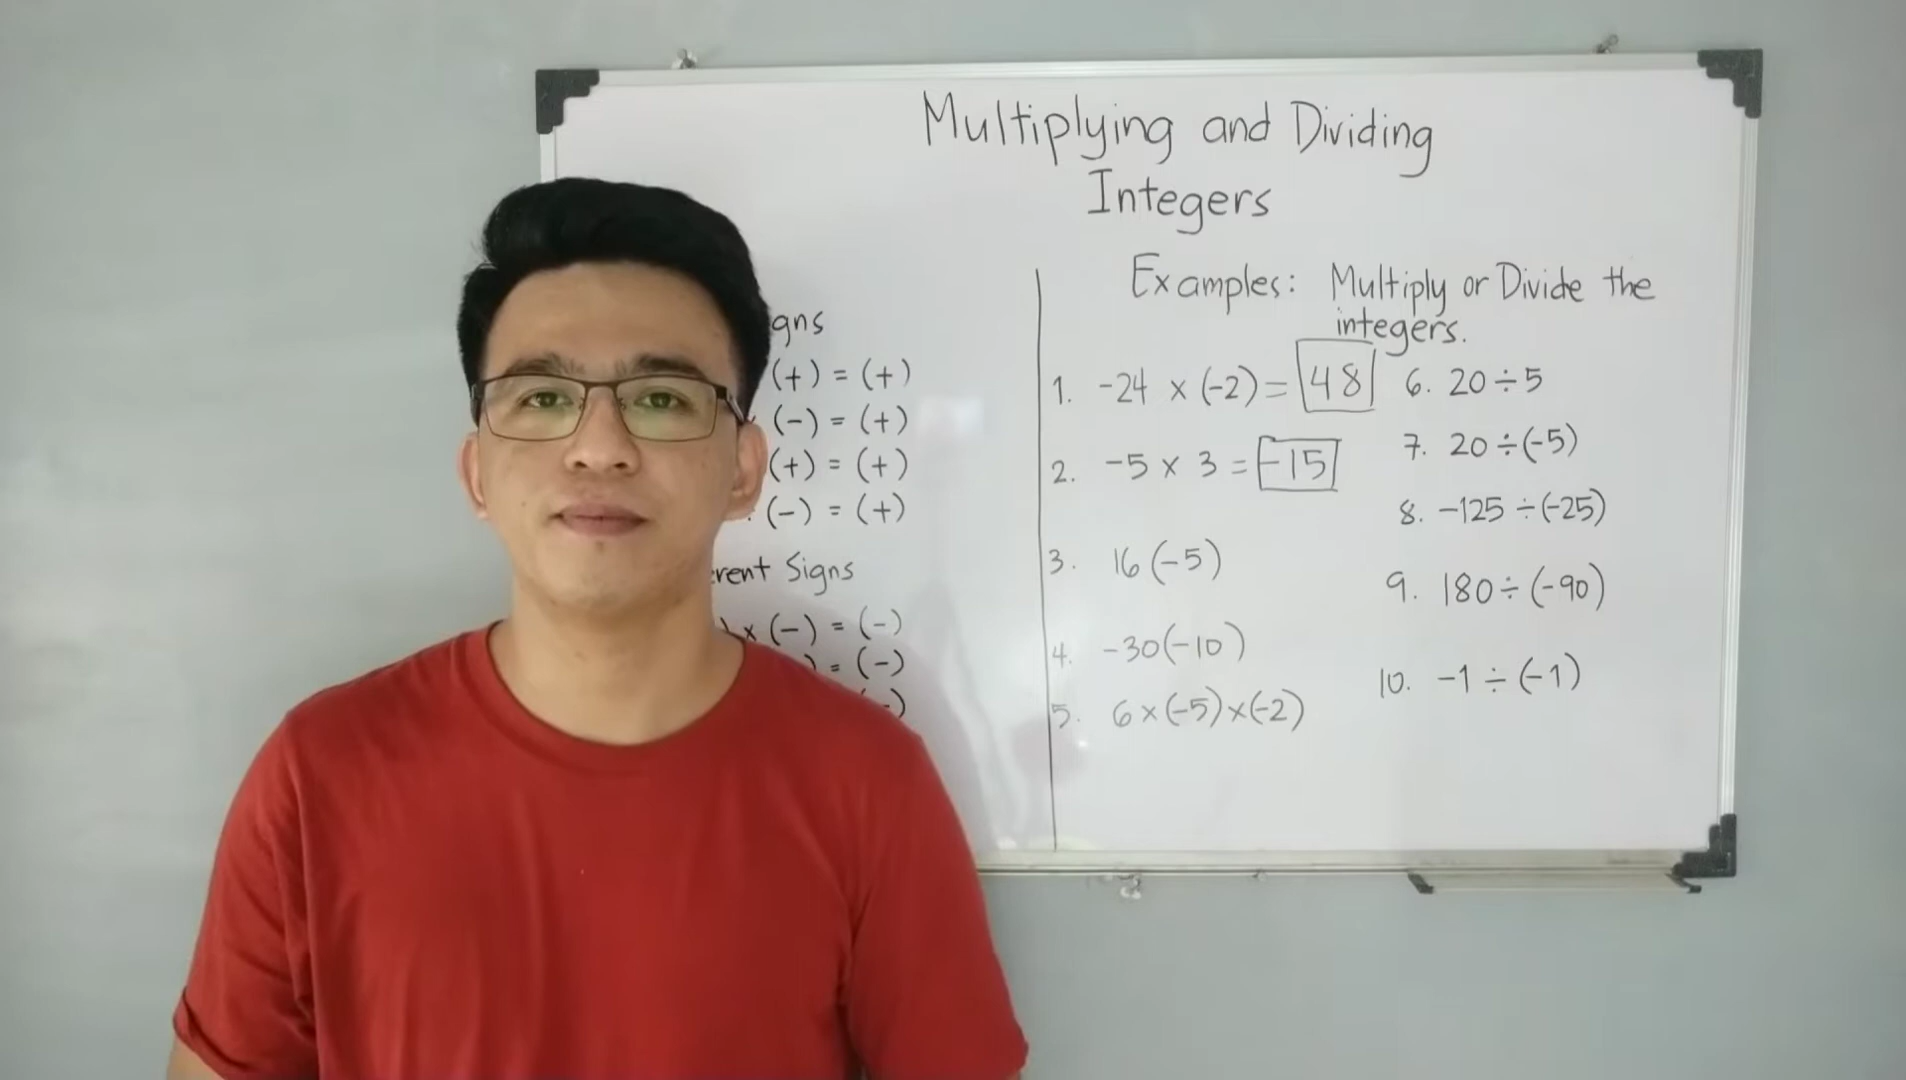 Multiplying and Dividing
Integers
gns
(+) = (+)
(-) = (+)
(+) = (+)
(-) = (+)
erent Signs
x (-) = (-)
) = (-)
-)
Examples: Multiply or Divide the
integers.
1. -24 x (-2) = 48
2. -5 x 3 = -15
3. 16 (-5)
4. -30(-10)
5. 6 x (-5) x (-2)
6. 20 ÷ 5
7. 20 ÷ (-5)
8. -125 ÷ (-25)
9. 180 ÷ (-90)
10. -1 ÷ (-1)